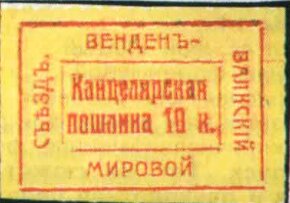 ВЕНДЕНЪ-
ВАЛКСКІЙ
МИРОВОЙ
СЪѢЗДЪ.
Канцелярская
пошлина 10 к.